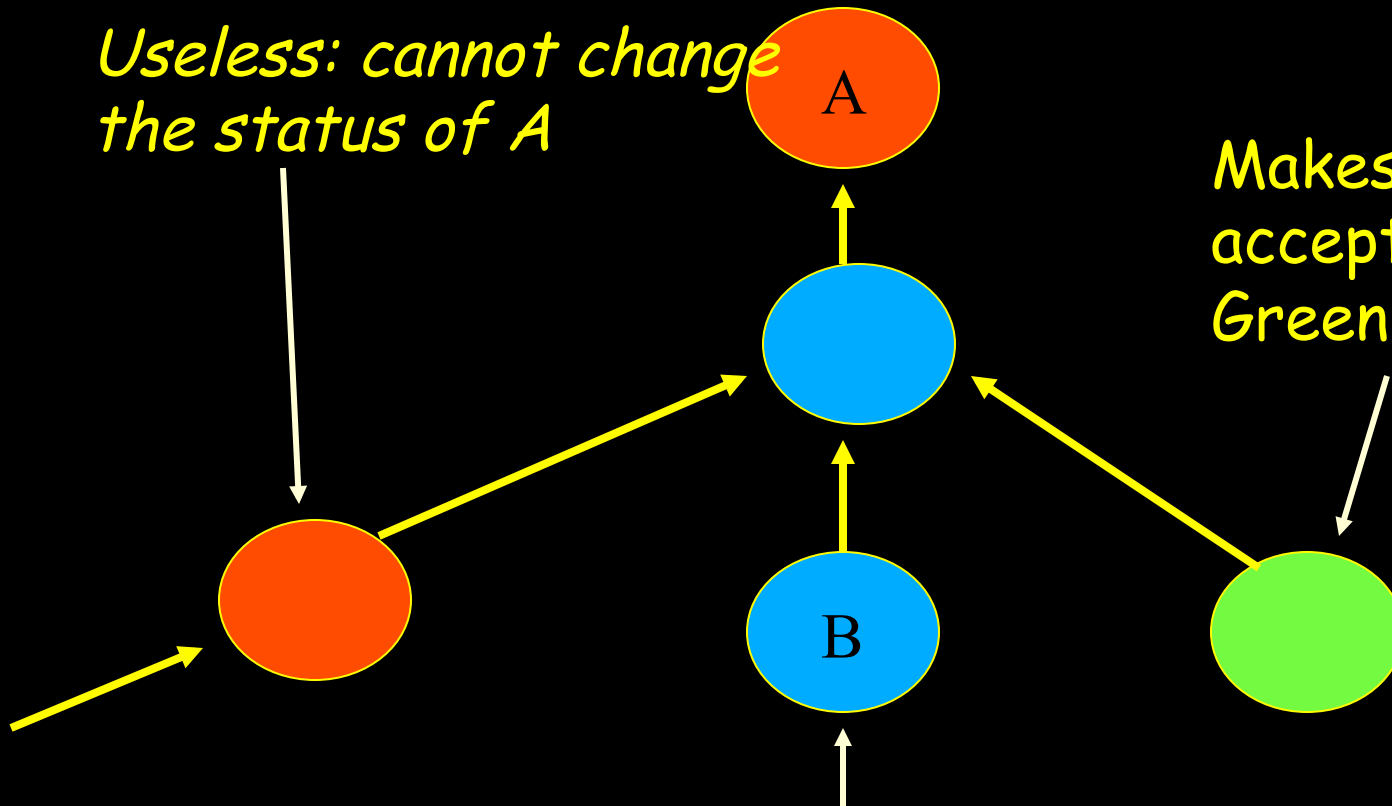 Useless: cannot change
the status of A
A
Makes
accept
Green
B